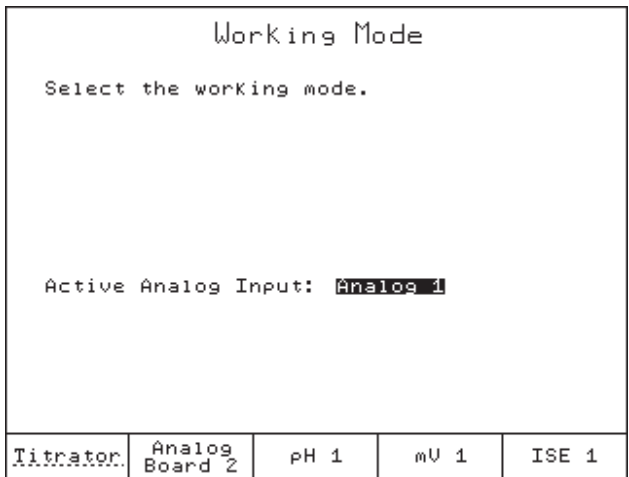 Working Mode
Select the working mode.
Active Analog Input: Analog 1
Titrator
Analog
Board 2
pH 1
mV 1
ISE 1